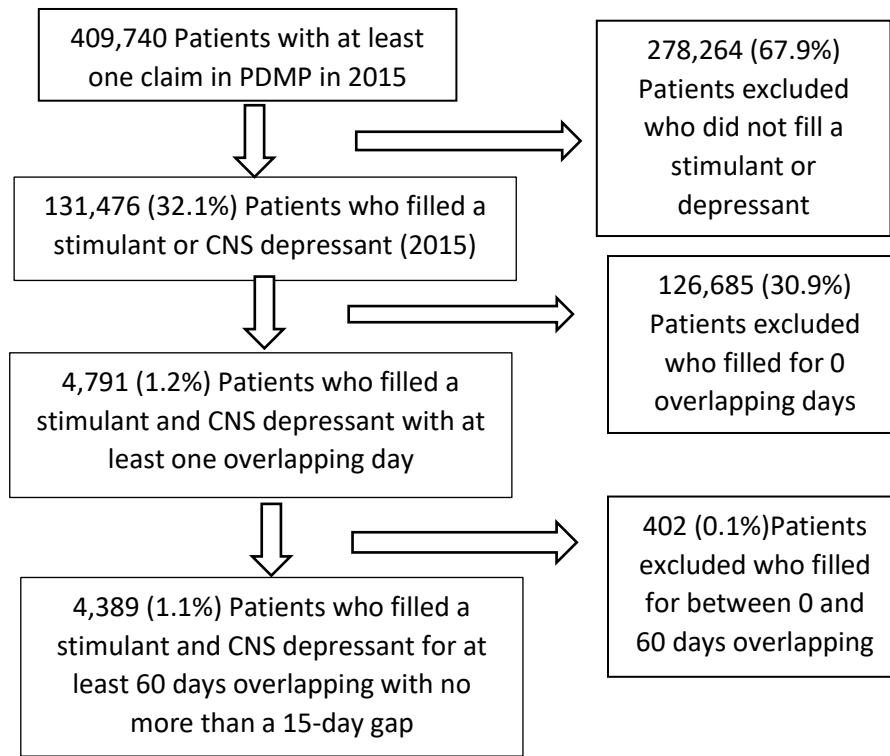 409,740 Patients with at least
one claim in PDMP in 2015
278,264 (67.9%)
Patients excluded
who did not fill a
stimulant or
depressant
131,476 (32.1%) Patients who filled a
stimulant or CNS depressant (2015)
126,685 (30.9%)
Patients excluded
who filled for 0
overlapping days
4,791 (1.2%) Patients who filled a
stimulant and CNS depressant with at
least one overlapping day
402 (0.1%)Patients
excluded who filled
for between 0 and
60 days overlapping
4,389 (1.1%) Patients who filled a
stimulant and CNS depressant for at
least 60 days overlapping with no
more than a 15-day gap